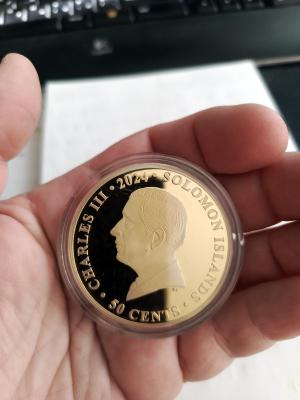 CHARLES III · 2024 · SOLOMON ISLANDS · 50 CENTS ·